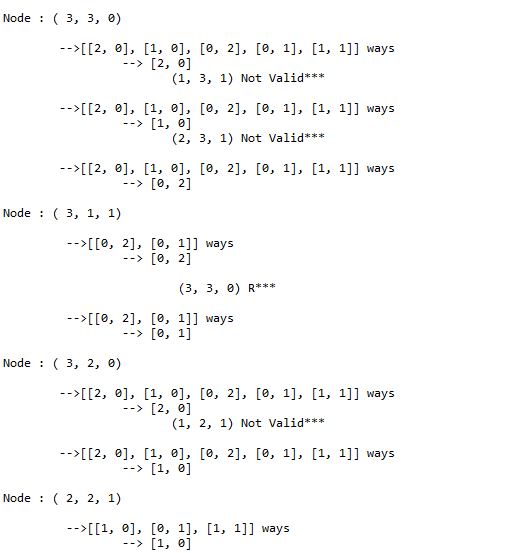 Node : ( 3, 3, 0)
-->[[2, 0], [1, 0], [0, 2], [0, 1], [1, 1]] ways
--> [2, 0]
(1, 3, 1) Not Valid***
-->[[2, 0], [1, 0], [0, 2], [0, 1], [1, 1]] ways
--> [1, 0]
(2, 3, 1) Not Valid***
-->[[2, 0], [1, 0], [0, 2], [0, 1], [1, 1]] ways
--> [0, 2]
Node : ( 3, 1, 1)
-->[[0, 2], [0, 1]] ways
--> [0, 2]
(3, 3, 0) R***
-->[[0, 2], [0, 1]] ways
--> [0, 1]
Node : ( 3, 2, 0)
-->[[2, 0], [1, 0], [0, 2], [0, 1], [1, 1]] ways
--> [2, 0]
(1, 2, 1) Not Valid***
-->[[2, 0], [1, 0], [0, 2], [0, 1], [1, 1]] ways
--> [1, 0]
Node : ( 2, 2, 1)
-->[[1, 0], [0, 1], [1, 1]] ways
--> [1, 0]